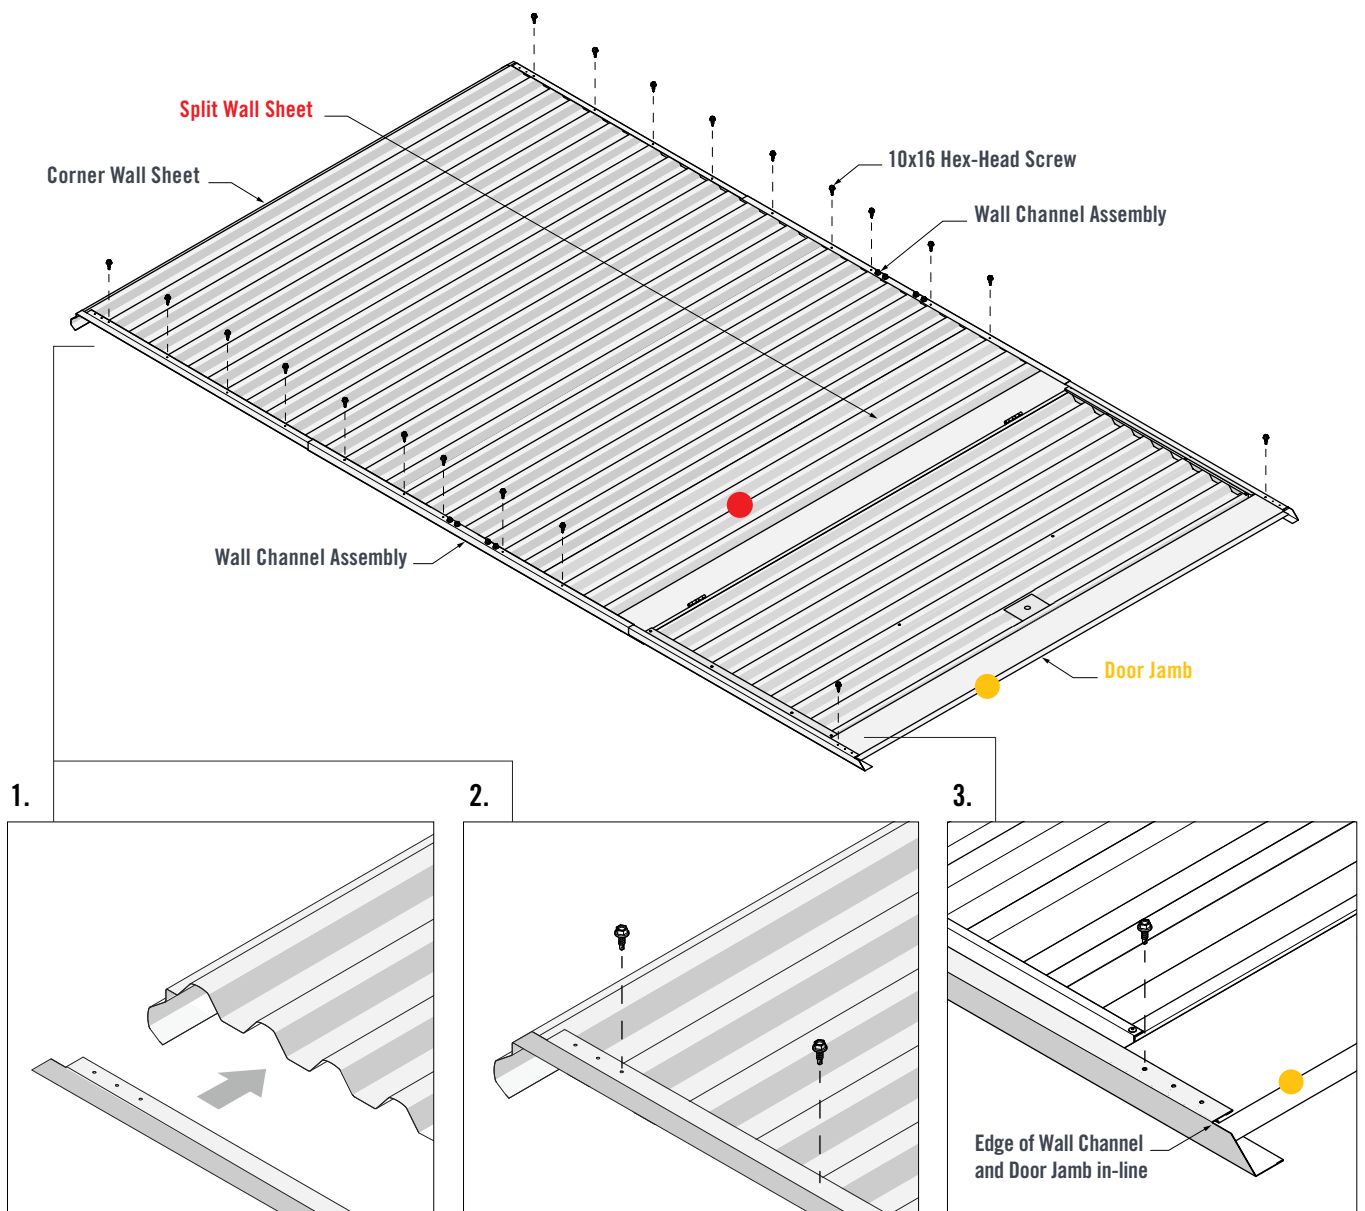 Split Wall Sheet
10x16 Hex-Head Screw
Corner Wall Sheet
Wall Channel Assembly
Wall Channel Assembly
Door Jamb
1.
2.
3.
Edge of Wall Channel
and Door Jamb in-line